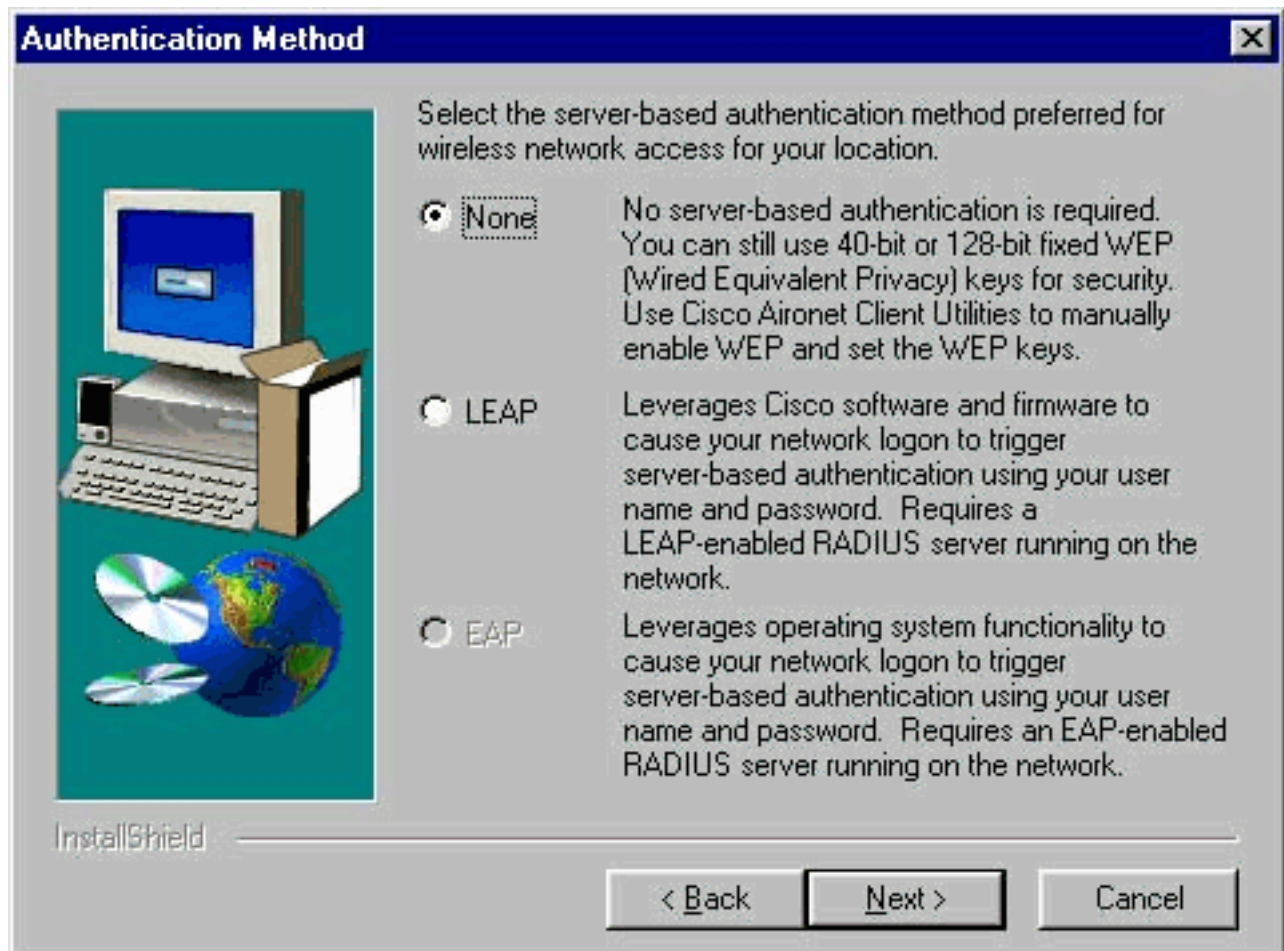 Authentication Method
Select the server-based authentication method preferred for
wireless network access for your location.
None
No server-based authentication is required.
You can still use 40-bit or 128-bit fixed WEP
(Wired Equivalent Privacy) keys for security.
Use Cisco Aironet Client Utilities to manually
enable WEP and set the WEP keys.
LEAP
Leverages Cisco software and firmware to
cause your network logon to trigger
server-based authentication using your user
name and password.  Requires a
LEAP-enabled RADIUS server running on the
network.
EAP
Leverages operating system functionality to
cause your network logon to trigger
server-based authentication using your user
name and password.  Requires an EAP-enabled
RADIUS server running on the network.
InstallShield
< Back
Next >
Cancel